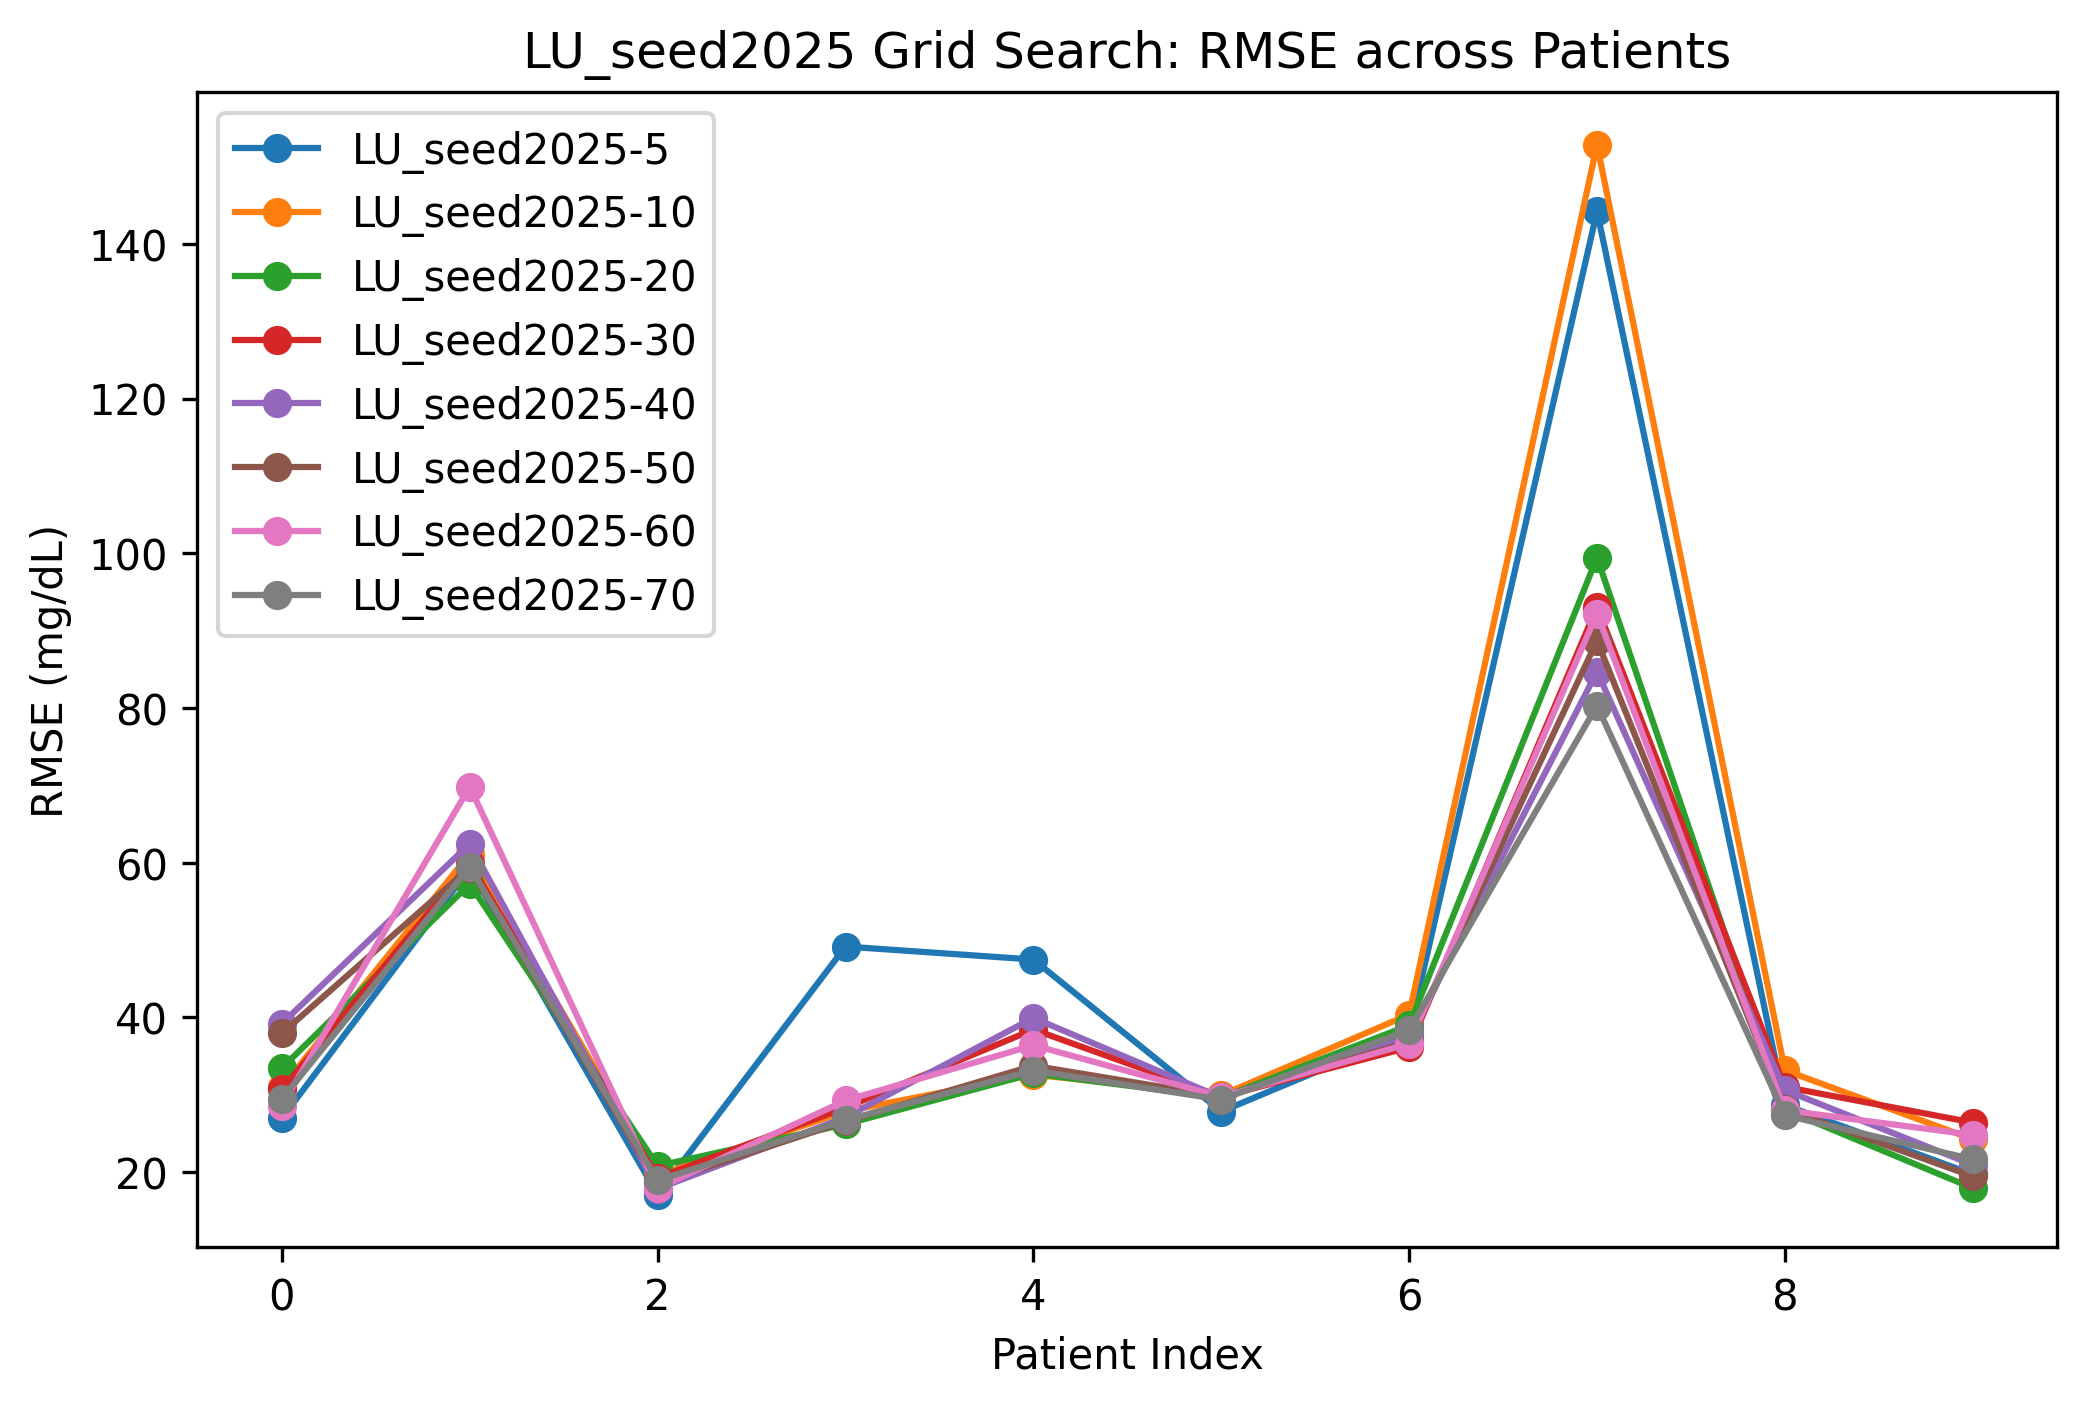 LU_seed2025 Grid Search: RMSE across Patients
LU_seed2025-5
LU_seed2025-10
LU_seed2025-20
LU_seed2025-30
LU_seed2025-40
LU_seed2025-50
LU_seed2025-60
LU_seed2025-70
RMSE (mg/dL)
140
120
100
80
60
40
20
0 2 4 6 8
Patient Index